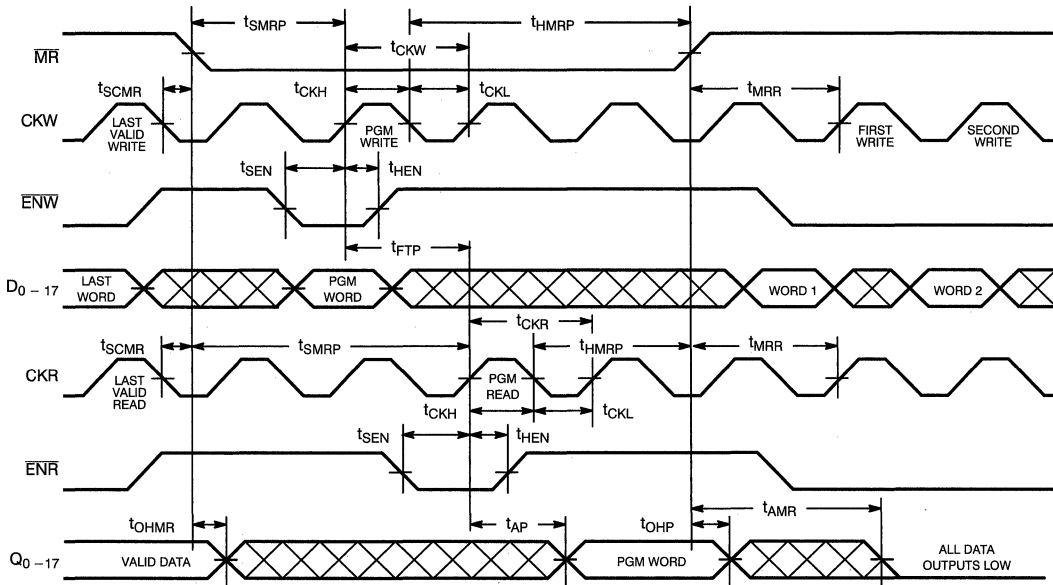 tSMRP tHMRP
MR
tCKW
tSCMR tCKH tCKL tMRR
CKW
LAST VALID WRITE
PGM WRITE
FIRST WRITE
SECOND WRITE
tSEN tHEN
ENW
tFTP
D0 – 17
LAST WORD
PGM WORD
WORD 1
WORD 2
tCKR
tSCMR tSMRP tHMRP tMRR
CKR
LAST VALID READ
PGM READ
tCKH tCKL
tSEN tHEN
ENR
tOHMR tAP tOHP tAMR
Q0 – 17
VALID DATA
PGM WORD
ALL DATA OUTPUTS LOW